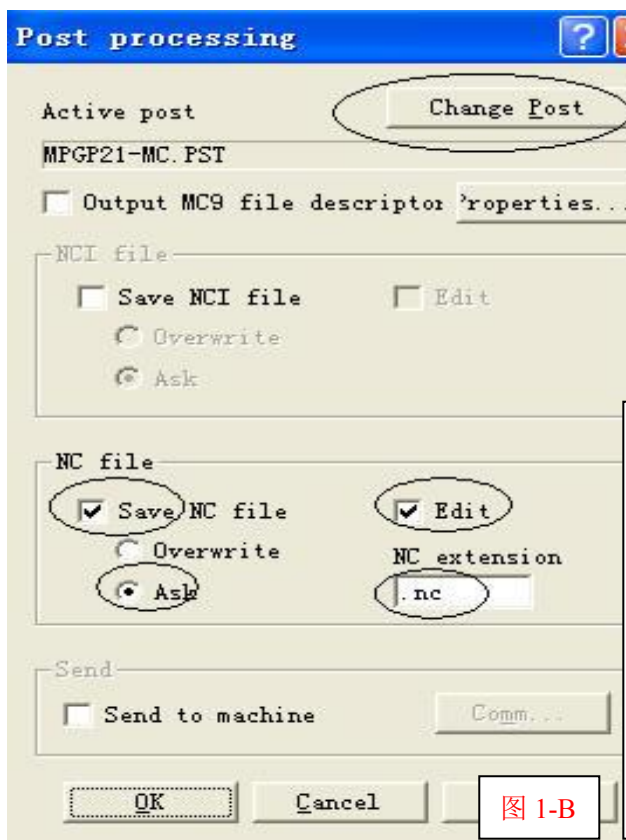 Post processing
Active post
Change Post
MPGP21-MC.PST
Output MC9 file descriptor
Properties...
NCI file
Save NCI file
Edit
Overwrite
Ask
NC file
Save NC file
Edit
Overwrite
NC extension
Ask
.nc
Send
Send to machine
Comm...
OK
Cancel
图 1-B